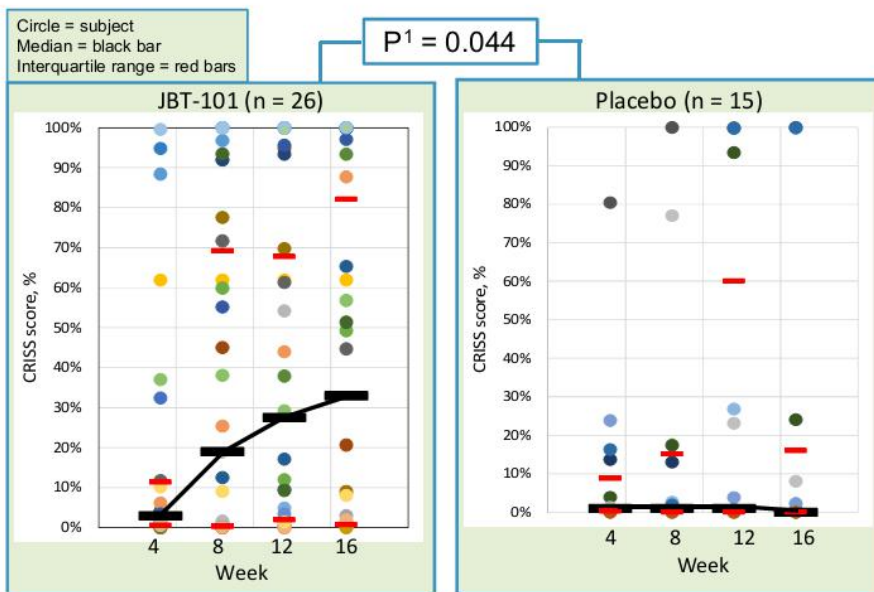 Circle = subject
Median = black bar
Interquartile range = red bars
P¹ = 0.044
JBT-101 (n = 26)
100%
90%
80%
70%
60%
50%
40%
30%
20%
10%
0%
CRISS score, %
4 8 12 16
Week
Placebo (n = 15)
100%
90%
80%
70%
60%
50%
40%
30%
20%
10%
0%
CRISS score, %
4 8 12 16
Week